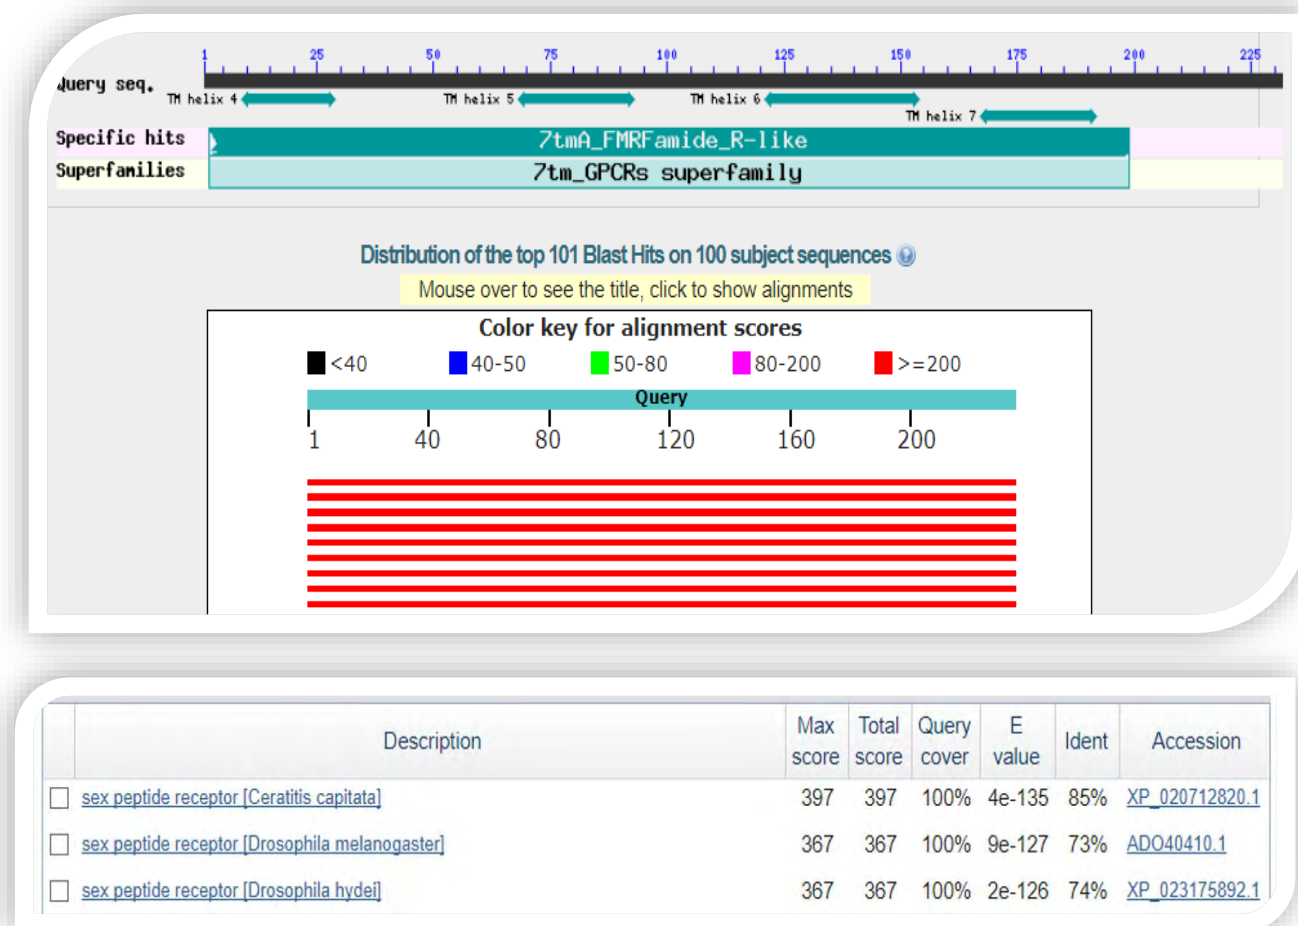 1 25 50 75 100 125 150 175 200 225
Query seq.
TM helix 4 TM helix 5 TM helix 6
TM helix 7
Specific hits 7tmA_FMRFamide_R-like
Superfamilies 7tm_GPCRs superfamily
Distribution of the top 101 Blast Hits on 100 subject sequences
Mouse over to see the title, click to show alignments
Color key for alignment scores
<40 40-50 50-80 80-200 >=200
Query
1 40 80 120 160 200
Description Max score Total score Query cover E value Ident Accession
sex peptide receptor [Ceratitis capitata] 397 397 100% 4e-135 85% XP_020712820.1
sex peptide receptor [Drosophila melanogaster] 367 367 100% 9e-127 73% ADO40410.1
sex peptide receptor [Drosophila hydei] 367 367 100% 2e-126 74% XP_023175892.1